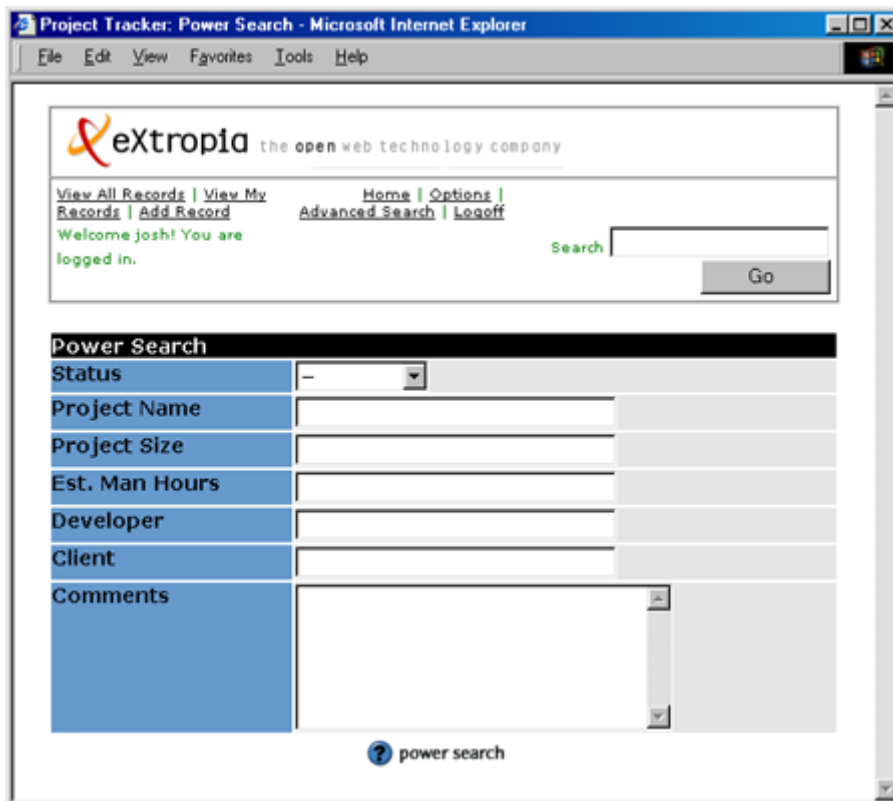 Project Tracker: Power Search - Microsoft Internet Explorer
File Edit View Favorites Tools Help
eXtropia the open web technology company
View All Records | View My
Records | Add Record
Home | Options |
Advanced Search | Logoff
Welcome josh! You are
logged in.
Search
Go
Power Search
Status
--
Project Name
Project Size
Est. Man Hours
Developer
Client
Comments
? power search